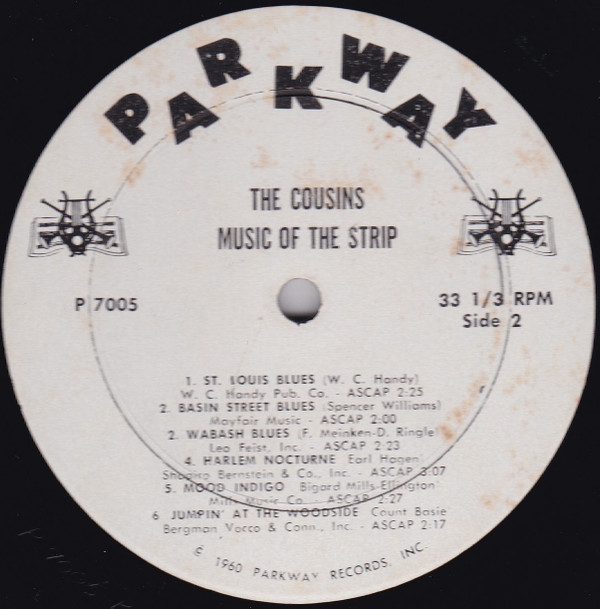 PARKWAY
THE COUSINS
MUSIC OF THE STRIP
P 7005
33 1/3 RPM
Side 2
1. ST. LOUIS BLUES (W. C. Handy)
W. C. Handy Pub. Co. - ASCAP 2:25
2. BASIN STREET BLUES (Spencer Williams)
Mayfair Music - ASCAP 2:00
2. WABASH BLUES (F. Meinken-D. Ringle)
Leo Feist, Inc. - ASCAP 2:23
4. HARLEM NOCTURNE Earl Hagen
Shapiro Bernstein & Co., Inc. - ASCAP 3:07
5. MOOD INDIGO Bigard-Mills-Ellington
Mills Music Co. - ASCAP 2:27
6 JUMPIN' AT THE WOODSIDE Count Basie
Bergman Vocco & Conn., Inc. - ASCAP 2:17
1960 PARKWAY RECORDS, INC.